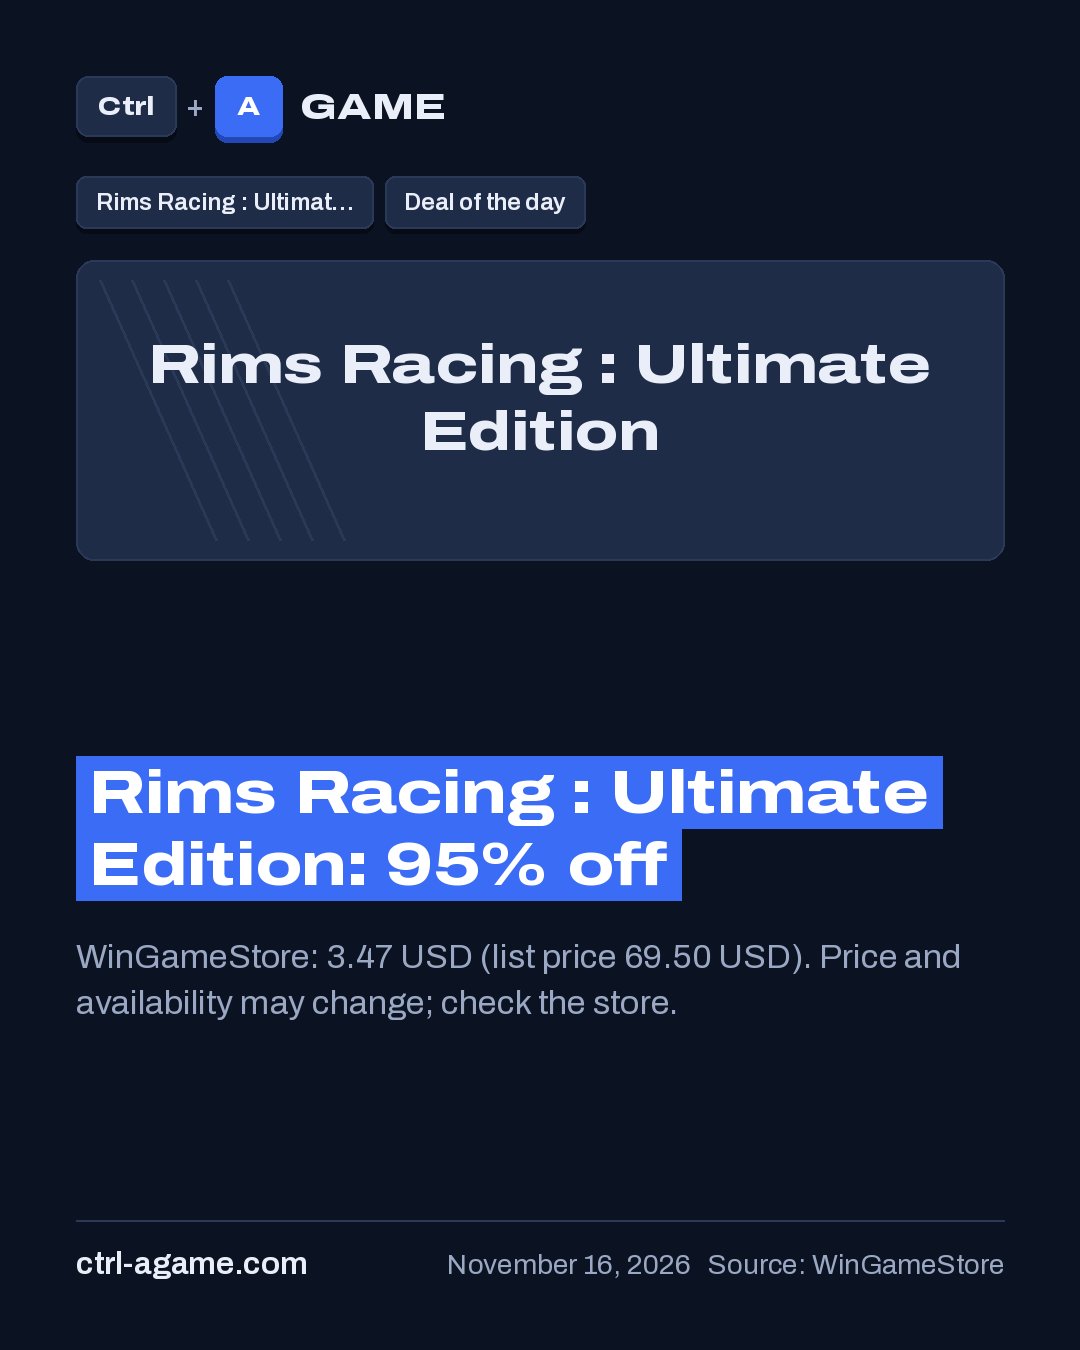 Ctrl + A GAME
Rims Racing : Ultimat... Deal of the day
Rims Racing : Ultimate
Edition
Rims Racing : Ultimate
Edition: 95% off
WinGameStore: 3.47 USD (list price 69.50 USD). Price and
availability may change; check the store.
ctrl-agame.com November 16, 2026 Source: WinGameStore